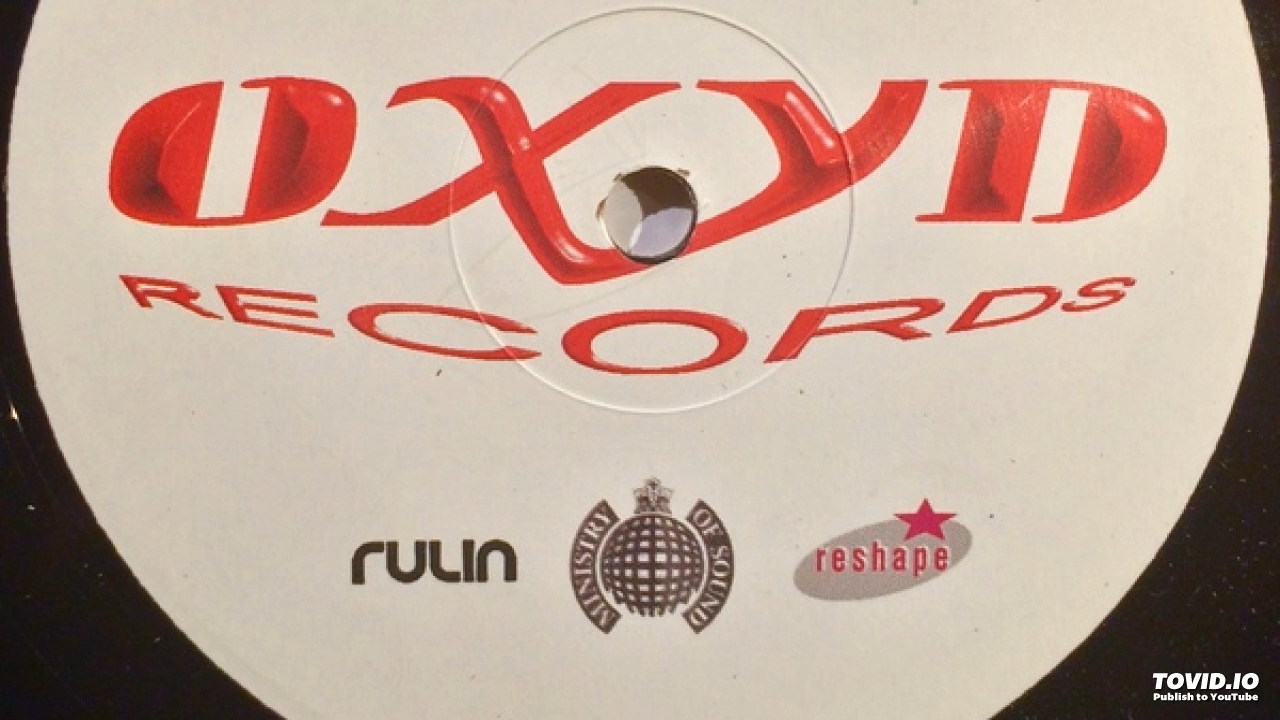 OXYD
RECORDS
rulin
MINISTRY OF SOUND
reshape
TOVID.IO
Publish to YouTube